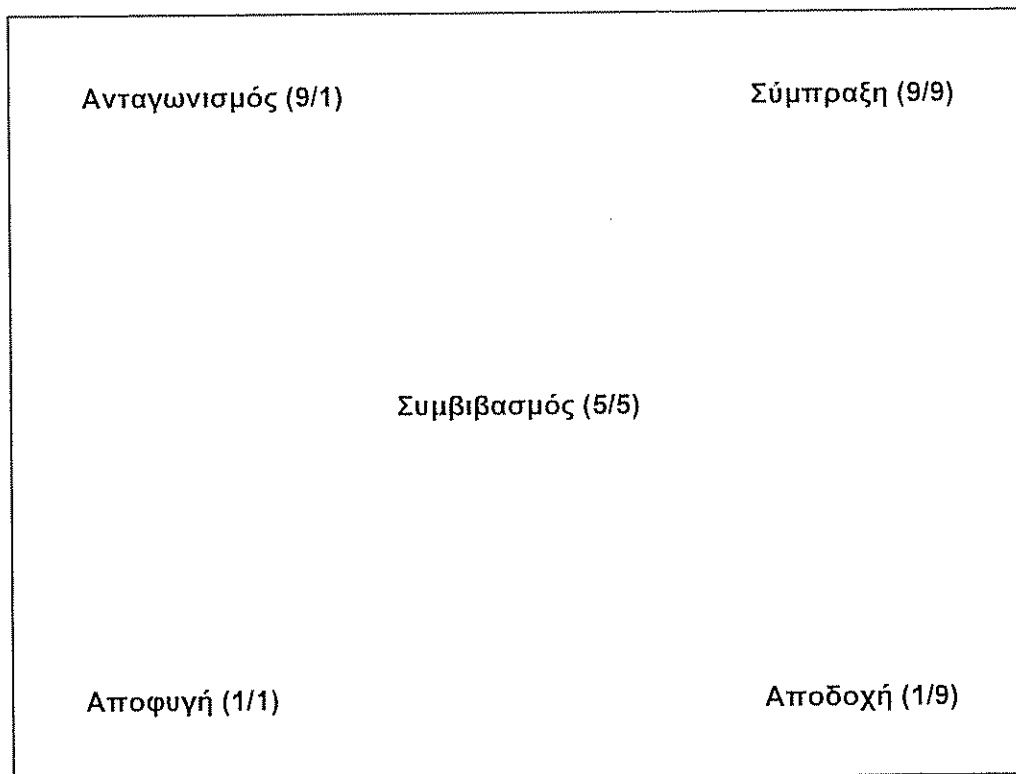 Ανταγωνισμός (9/1)
Σύμπραξη (9/9)
Συμβιβασμός (5/5)
Αποφυγή (1/1)
Αποδοχή (1/9)